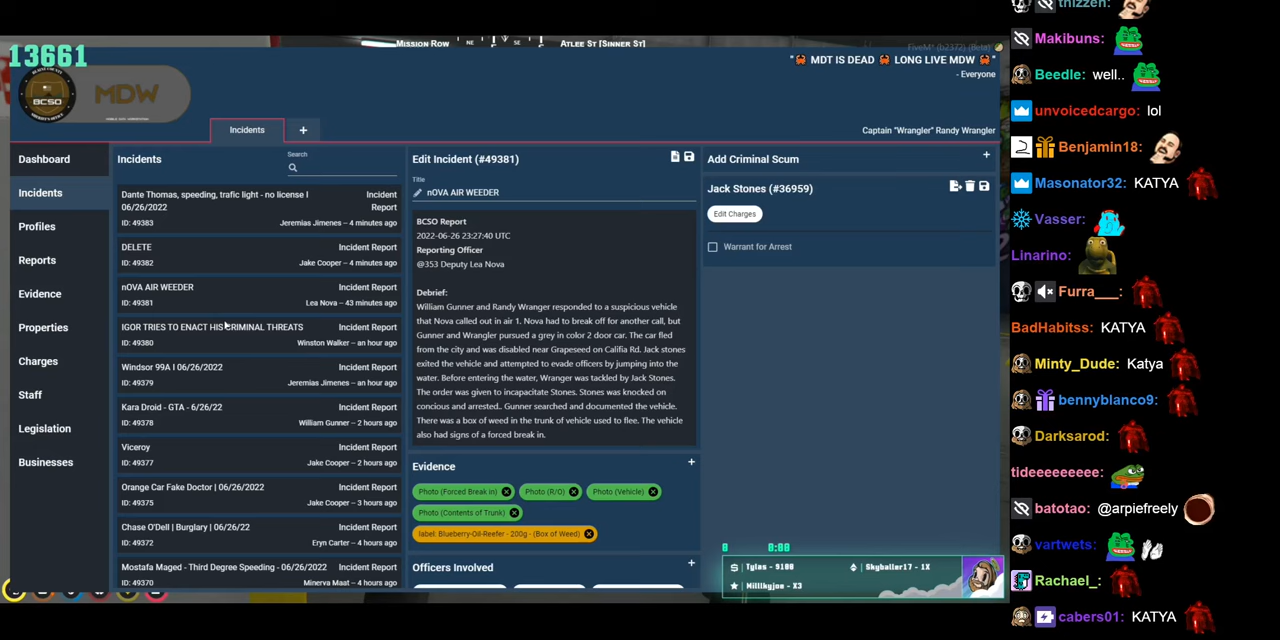 13661
Mission Row
NE
SE
Atlee St [Sinner St]
FiveM® (b2372) (Beta)
BCSO
MDW
"🦀 MDT IS DEAD 🦀 LONG LIVE MDW 🦀"
- Everyone
Incidents
+
Captain "Wrangler" Randy Wrangler
Dashboard
Incidents
Profiles
Reports
Evidence
Properties
Charges
Staff
Legislation
Businesses
Incidents
Search
Dante Thomas, speeding, trafic light - no license I
06/26/2022
Incident
Report
ID: 49383
Jeremias Jimenes – 4 minutes ago
DELETE
Incident Report
ID: 49382
Jake Cooper – 4 minutes ago
nOVA AIR WEEDER
Incident Report
ID: 49381
Lea Nova – 43 minutes ago
IGOR TRIES TO ENACT HIS CRIMINAL THREATS
Incident Report
ID: 49380
Winston Walker – an hour ago
Windsor 99A I 06/26/2022
Incident Report
ID: 49379
Jeremias Jimenes – an hour ago
Kara Droid - GTA - 6/26/22
Incident Report
ID: 49378
William Gunner – 2 hours ago
Viceroy
Incident Report
ID: 49377
Jake Cooper – 2 hours ago
Orange Car Fake Doctor | 06/26/2022
Incident Report
ID: 49375
Jake Cooper – 3 hours ago
Chase O'Dell | Burglary | 06/26/22
Incident Report
ID: 49372
Eryn Carter – 4 hours ago
Mostafa Maged - Third Degree Speeding - 06/26/2022
Incident Report
ID: 49370
Minerva Maat – 4 hours ago
Edit Incident (#49381)
Title
nOVA AIR WEEDER
BCSO Report
2022-06-26 23:27:40 UTC
Reporting Officer
@353 Deputy Lea Nova
Debrief:
William Gunner and Randy Wranger responded to a suspicious vehicle
that Nova called out in air 1. Nova had to break off for another call, but
Gunner and Wrangler pursued a grey in color 2 door car. The car fled
from the city and was disabled near Grapeseed on Califia Rd. Jack stones
exitted the vehicle and attempted to evade officers by jumping into the
water. Before entering the water, Wrangler was tackled by Jack Stones.
The order was given to incapacitate Stones. Stones was knocked on
concious and arrested.. Gunner searched and documented the vehicle.
There was a box of weed in the trunk of vehicle used to flee. The vehicle
also had signs of a forced break in.
Evidence
+
Photo (Forced Break in)
Photo (R/O)
Photo (Vehicle)
Photo (Contents of Trunk)
label: Blueberry-Oil-Reefer - 200g - (Box of Weed)
Officers Involved
+
Add Criminal Scum
+
Jack Stones (#36959)
Edit Charges
Warrant for Arrest
0
0:00
Tylas - 9100
Skyballer17 - 1X
Millikyjoe - X3
thizzen:
Makibuns:
Beedle: well..
unvoicedcargo: lol
Benjamin18:
Masonator32: KATYA
Vasser:
Linarino:
Furra___:
BadHabitss: KATYA
Minty_Dude: Katya
bennyblanco9:
Darksarod:
tideeeeeeeee:
batotao: @arpiefreely
vartwets:
Rachael_:
cabers01: KATYA